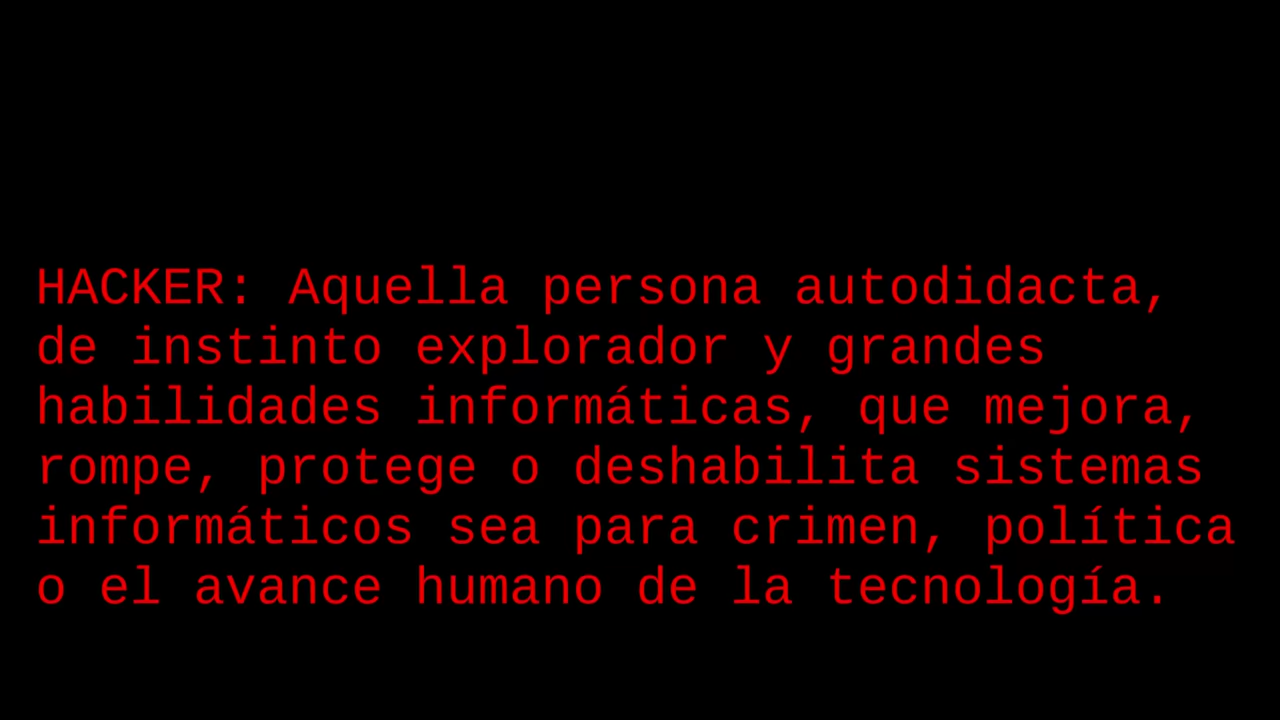 HACKER: Aquella persona autodidacta,
de instinto explorador y grandes
habilidades informáticas, que mejora,
rompe, protege o deshabilita sistemas
informáticos sea para crimen, política
o el avance humano de la tecnología.